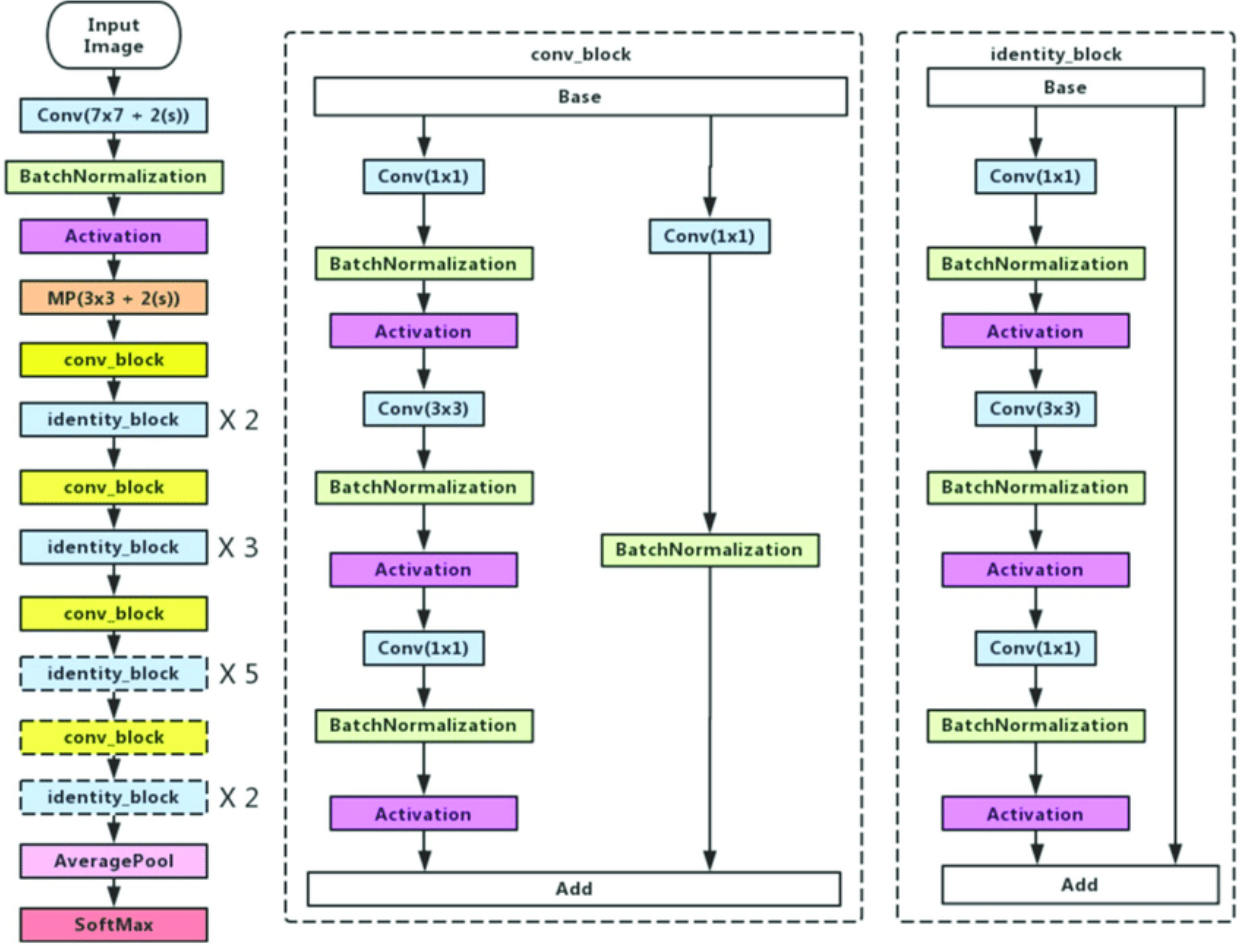 Input
Image
Conv(7x7 + 2(s))
BatchNormalization
Activation
MP(3x3 + 2(s))
conv_block
identity_block X 2
conv_block
identity_block X 3
conv_block
identity_block X 5
conv_block
identity_block X 2
AveragePool
SoftMax
conv_block
Base
Conv(1x1)
BatchNormalization
Activation
Conv(3x3)
BatchNormalization
Activation
Conv(1x1)
BatchNormalization
Activation
Conv(1x1)
BatchNormalization
Add
identity_block
Base
Conv(1x1)
BatchNormalization
Activation
Conv(3x3)
BatchNormalization
Activation
Conv(1x1)
BatchNormalization
Activation
Add